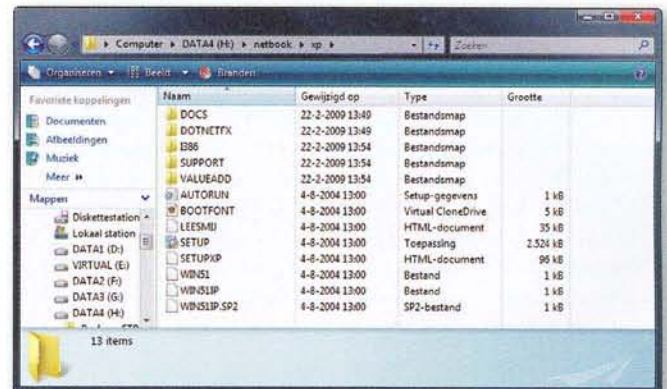 Computer ▸ DATA4 (H:) ▸ netbook ▸ xp ▸ Zoeken
Organiseren Beeld Branden
Favoriete koppelingen
Documenten
Afbeeldingen
Muziek
Meer »
Mappen
Diskettestation
Lokaal station
DATA1 (D:)
VIRTUAL (E:)
DATA2 (F:)
DATA3 (G:)
DATA4 (H:)
Naam Gewijzigd op Type Grootte
DOCS 22-2-2009 13:49 Bestandsmap
DOTNETFX 22-2-2009 13:49 Bestandsmap
I386 22-2-2009 13:54 Bestandsmap
SUPPORT 22-2-2009 13:54 Bestandsmap
VALUEADD 22-2-2009 13:54 Bestandsmap
AUTORUN 4-8-2004 13:00 Setup-gegevens 1 kB
BOOTFONT 4-8-2004 13:00 Virtual CloneDrive 5 kB
LEESMIJ 4-8-2004 13:00 HTML-document 35 kB
SETUP 4-8-2004 13:00 Toepassing 2.524 kB
SETUPXP 4-8-2004 13:00 HTML-document 96 kB
WIN51 4-8-2004 13:00 Bestand 1 kB
WIN51IP 4-8-2004 13:00 Bestand 1 kB
WIN51IP.SP2 4-8-2004 13:00 SP2-bestand 1 kB
13 items